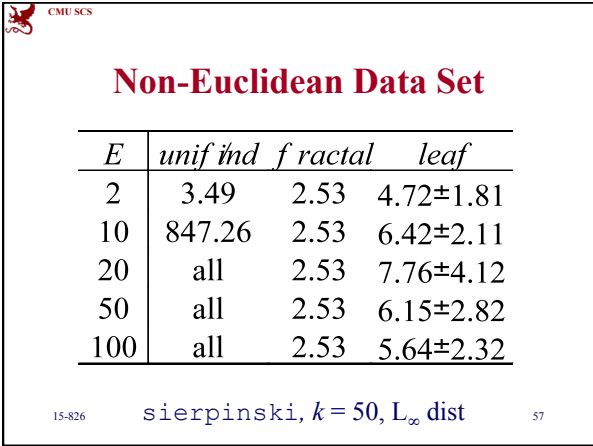 CMU SCS
Non-Euclidean Data Set
E unif ind f ractal leaf
2 3.49 2.53 4.72±1.81
10 847.26 2.53 6.42±2.11
20 all 2.53 7.76±4.12
50 all 2.53 6.15±2.82
100 all 2.53 5.64±2.32
15-826 sierpinski, k = 50, L∞ dist 57